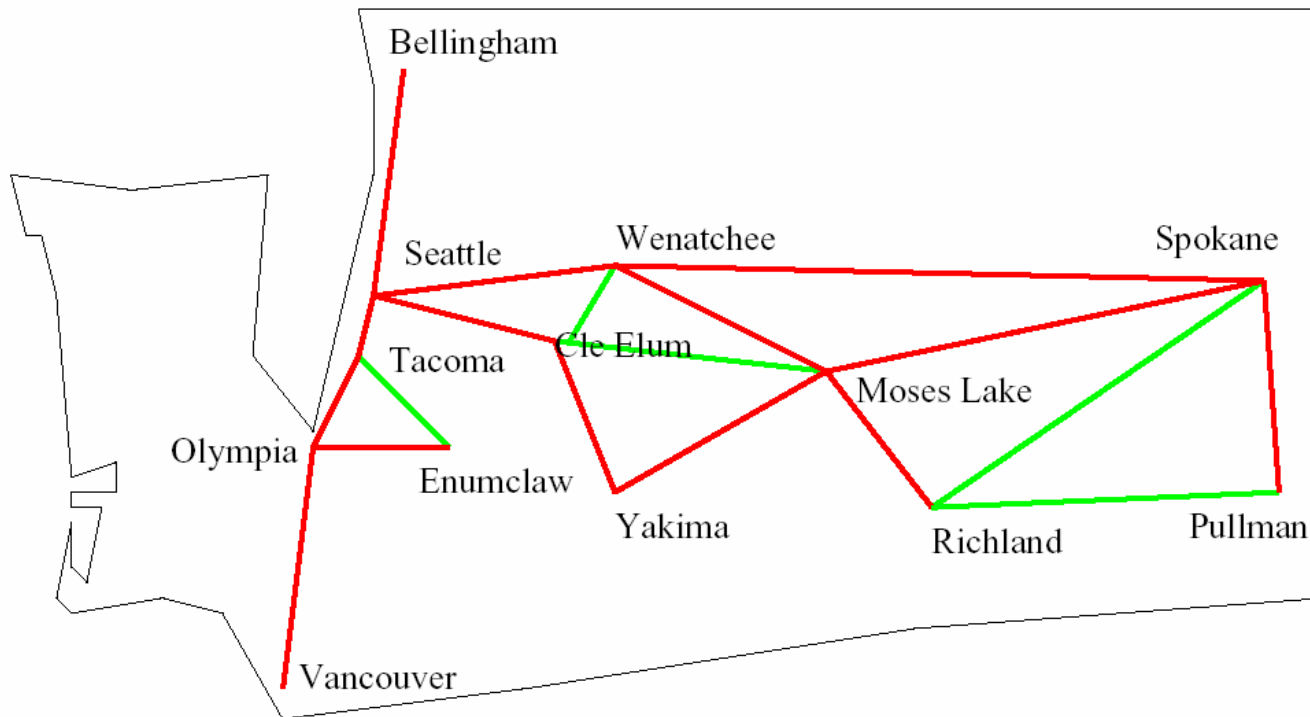 Bellingham
Wenatchee
Spokane
Seattle
Cle Elum
Tacoma
Moses Lake
Olympia
Enumclaw
Yakima
Richland
Pullman
Vancouver